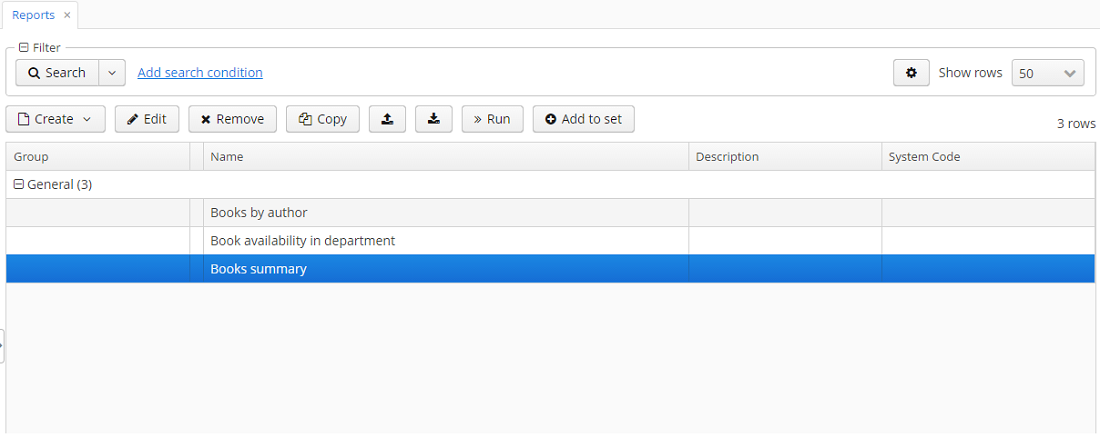 Reports
Filter
Search Add search condition Show rows 50
Create Edit Remove Copy Run Add to set
3 rows
Group Name Description System Code
General (3)
Books by author
Book availability in department
Books summary